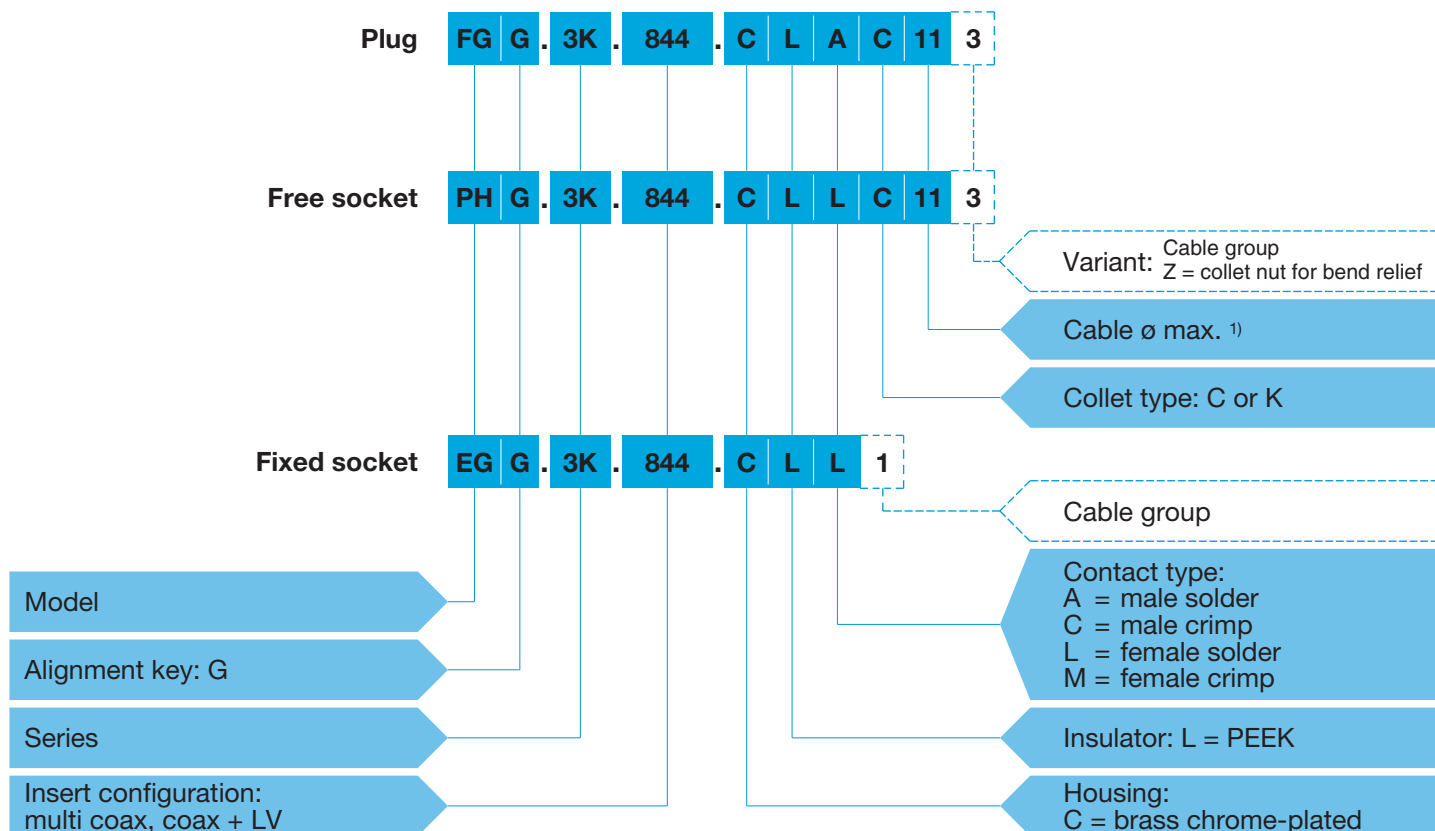 Plug FG G . 3K . 844 . C L A C 11 3
Free socket PH G . 3K . 844 . C L L C 11 3
Variant: Cable group
Z = collet nut for bend relief
Cable ø max. 1)
Collet type: C or K
Fixed socket EG G . 3K . 844 . C L L 1
Cable group
Contact type:
A = male solder
C = male crimp
L = female solder
M = female crimp
Model
Alignment key: G
Series
Insulator: L = PEEK
Insert configuration:
multi coax, coax + LV
Housing:
C = brass chrome-plated